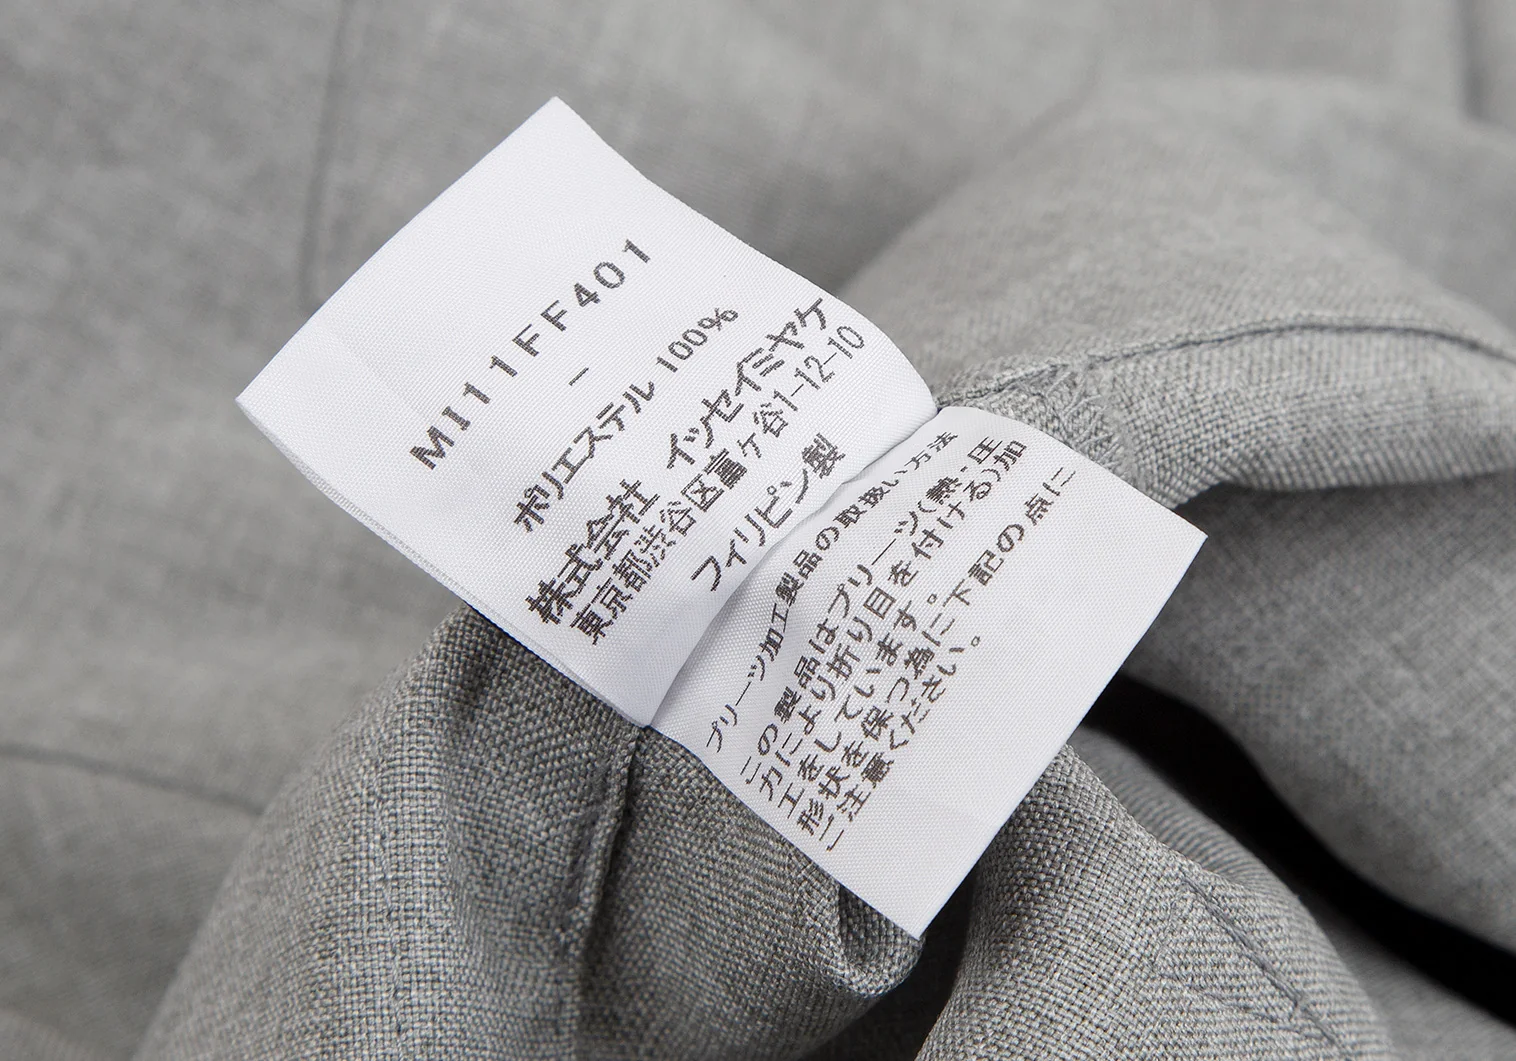 MI11FF401
-
ポリエステル 100%
株式会社 イッセイミヤケ
東京都渋谷区富ケ谷1-12-10
フィリピン製
プリーツ加工製品の取扱い方法
この製品はプリーツ(熱・圧
力により折り目を付ける)加
工をしています。
形状を保つ為に下記の点に
ご注意ください。